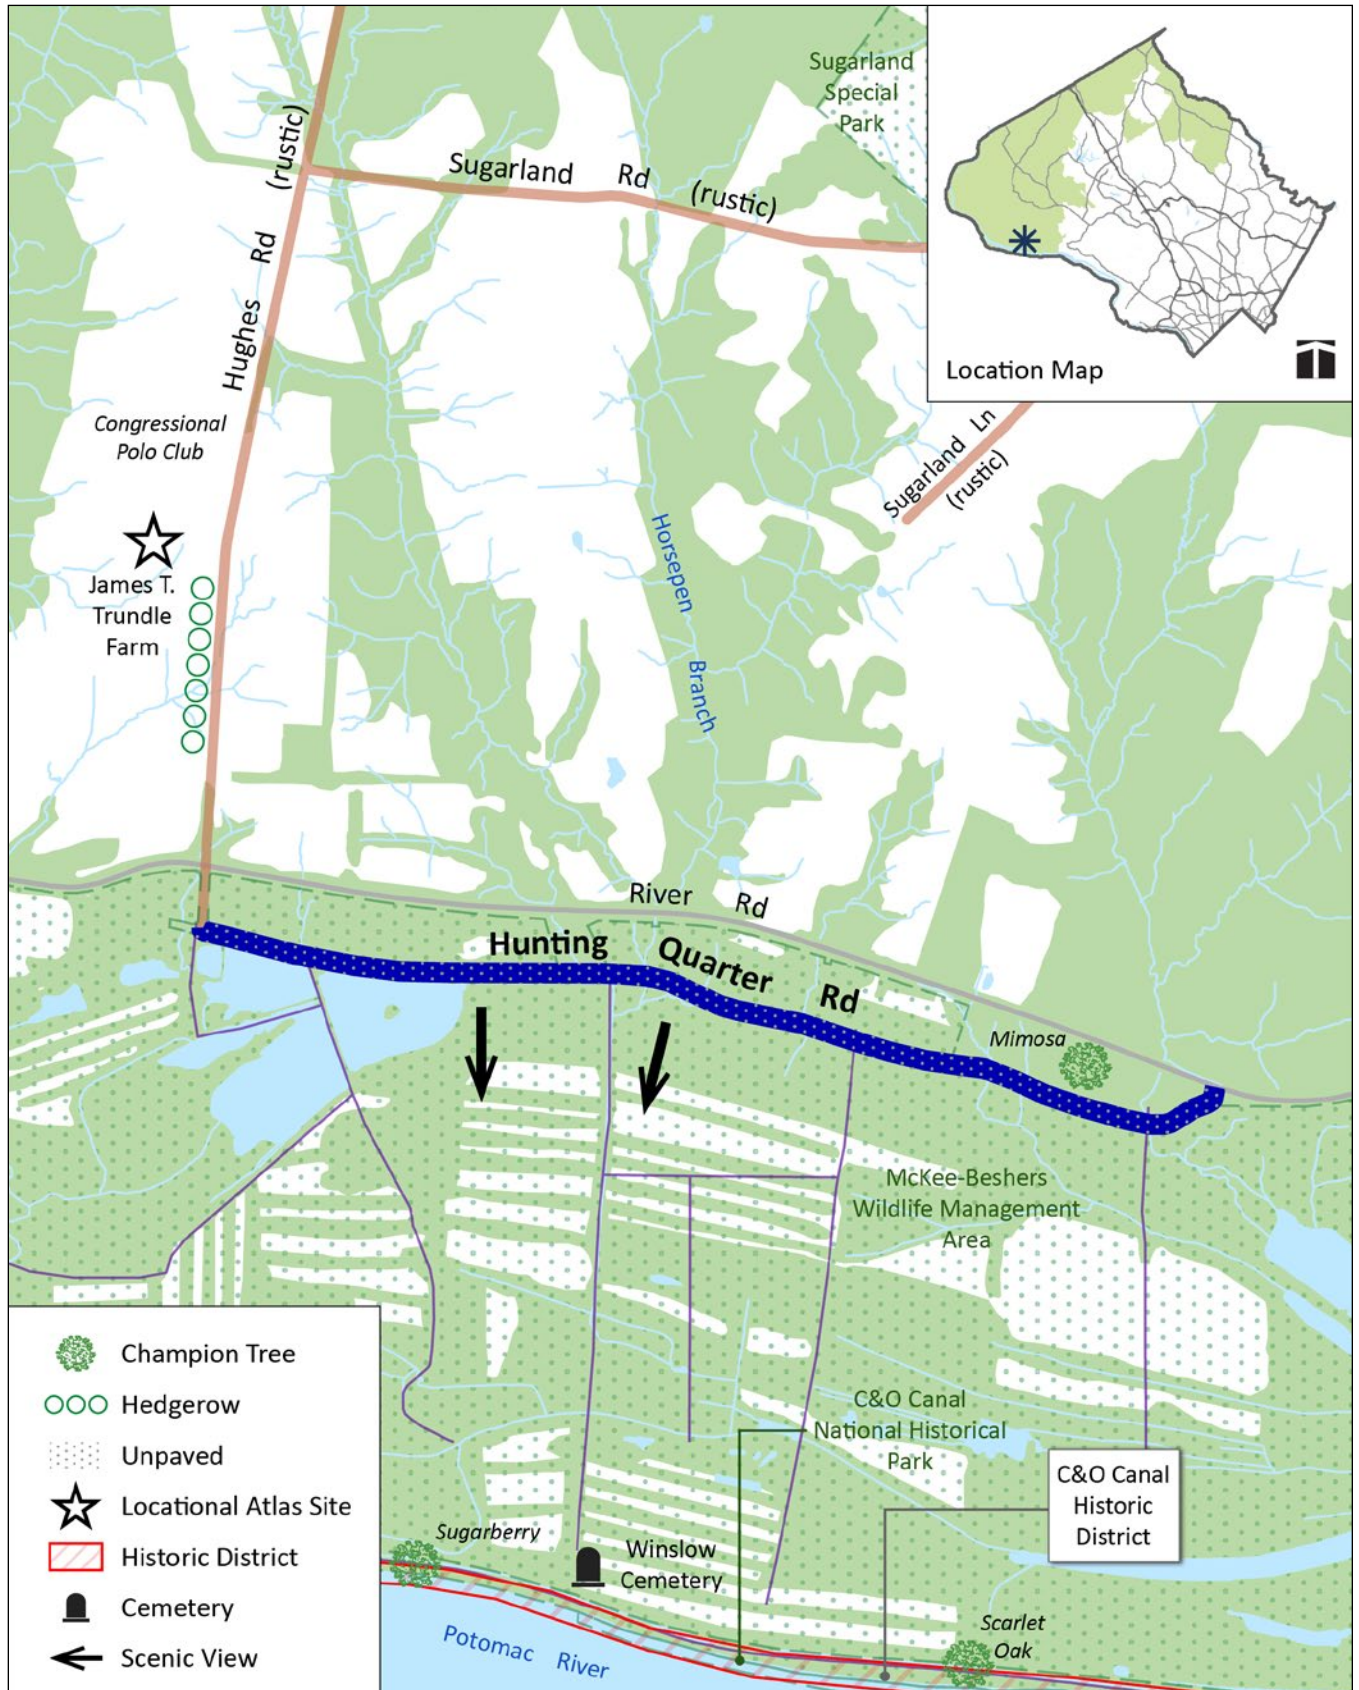 Sugarland
Special
Park
Location Map
Sugarland Rd (rustic)
Hughes Rd (rustic)
Congressional
Polo Club
Sugarland Ln
(rustic)
James T.
Trundle
Farm
Horsepen Branch
River Rd
Hunting Quarter Rd
Mimosa
McKee-Beshers
Wildlife Management
Area
C&O Canal
National Historical
Park
C&O Canal
Historic
District
Sugarberry
Winslow
Cemetery
Scarlet
Oak
Potomac River
Champion Tree
Hedgerow
Unpaved
Locational Atlas Site
Historic District
Cemetery
Scenic View